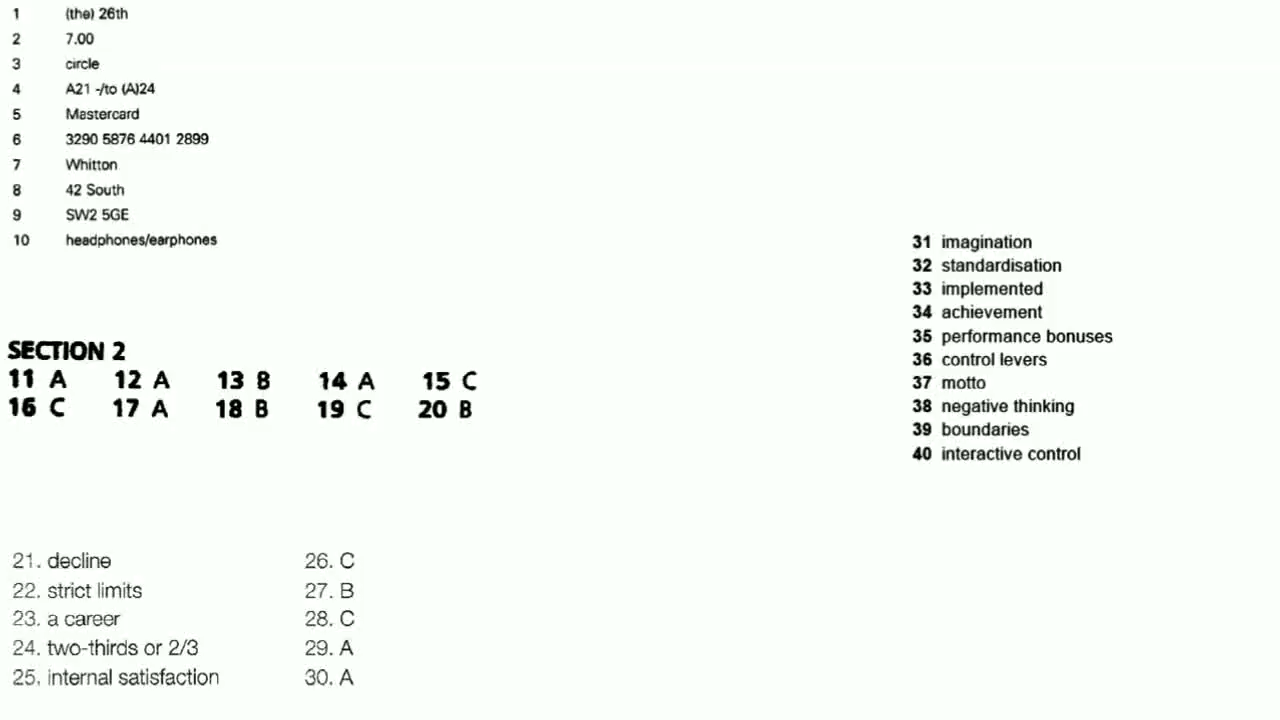 1 (the) 26th
2 7.00
3 circle
4 A21 -/to (A)24
5 Mastercard
6 3290 5876 4401 2899
7 Whitton
8 42 South
9 SW2 5GE
10 headphones/earphones
SECTION 2
11 A 12 A 13 B 14 A 15 C
16 C 17 A 18 B 19 C 20 B
21. decline 26. C
22. strict limits 27. B
23. a career 28. C
24. two-thirds or 2/3 29. A
25. internal satisfaction 30. A
31 imagination
32 standardisation
33 implemented
34 achievement
35 performance bonuses
36 control levers
37 motto
38 negative thinking
39 boundaries
40 interactive control